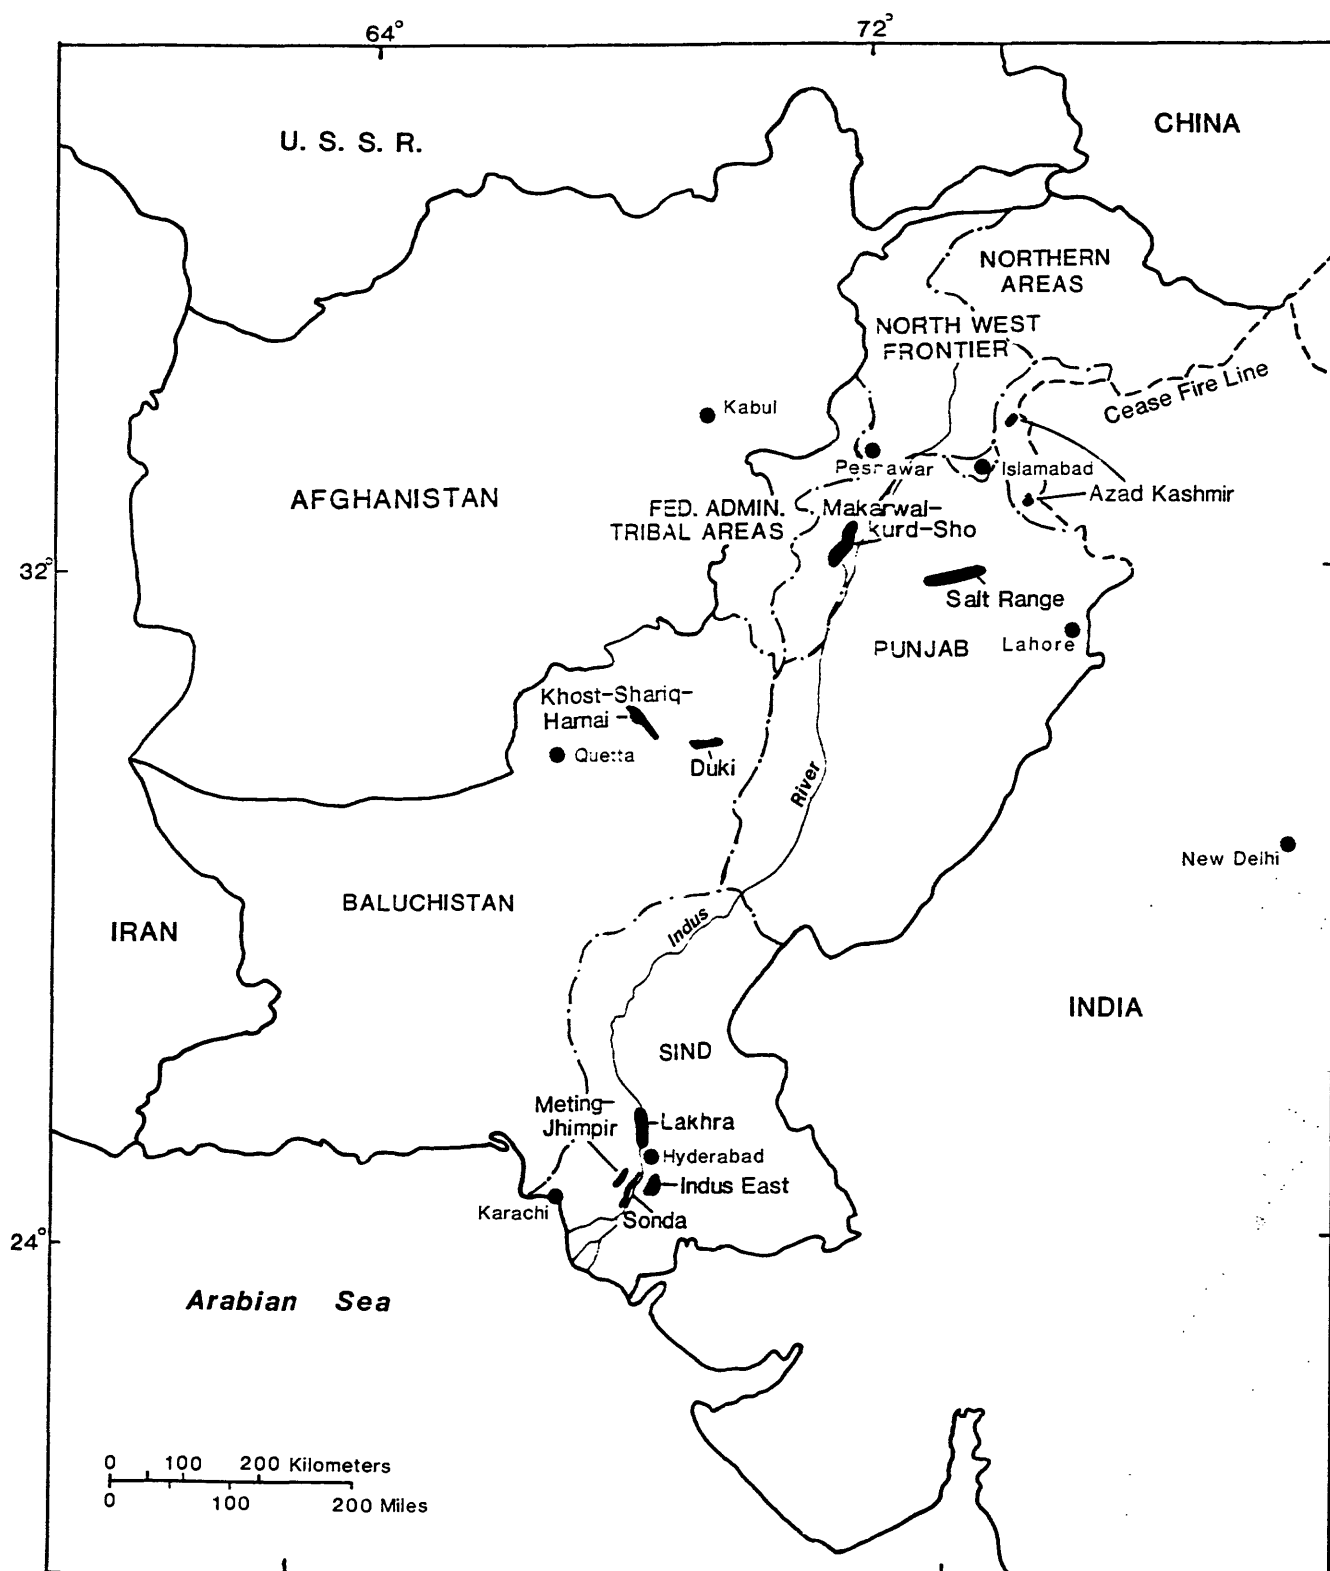 64°
72°
U. S. S. R.
CHINA
NORTHERN
AREAS
NORTH WEST
FRONTIER
Cease Fire Line
Kabul
Islamabad
Azad Kashmir
AFGHANISTAN
FED. ADMIN.
TRIBAL AREAS
Makarwal-
kurd-Sho
32°
Salt Range
PUNJAB
Lahore
Khost-Shariq-
Harnai
Quetta
Duki
River
New Delhi
BALUCHISTAN
Indus
IRAN
INDIA
SIND
Meting-
Jhimpir
Lakhra
Hyderabad
Indus East
Karachi
Sonda
24°
Arabian Sea
0 100 200 Kilometers
0 100 200 Miles